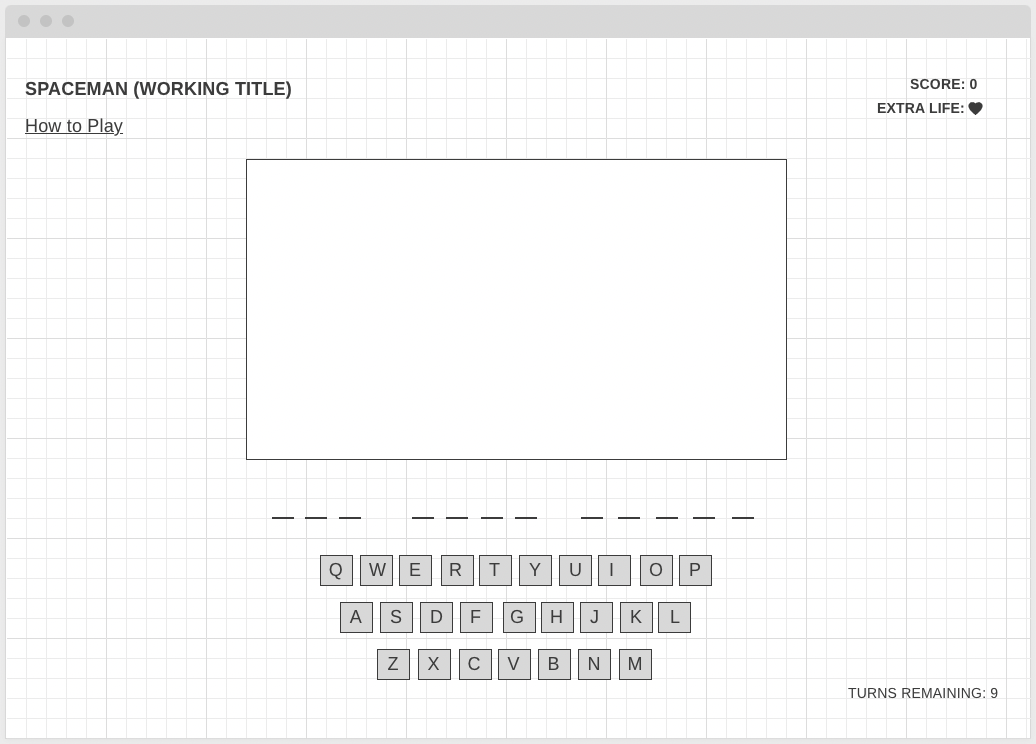 SPACEMAN (WORKING TITLE)
How to Play
SCORE: 0
EXTRA LIFE:
Q W E R T Y U I O P
A S D F G H J K L
Z X C V B N M
TURNS REMAINING: 9